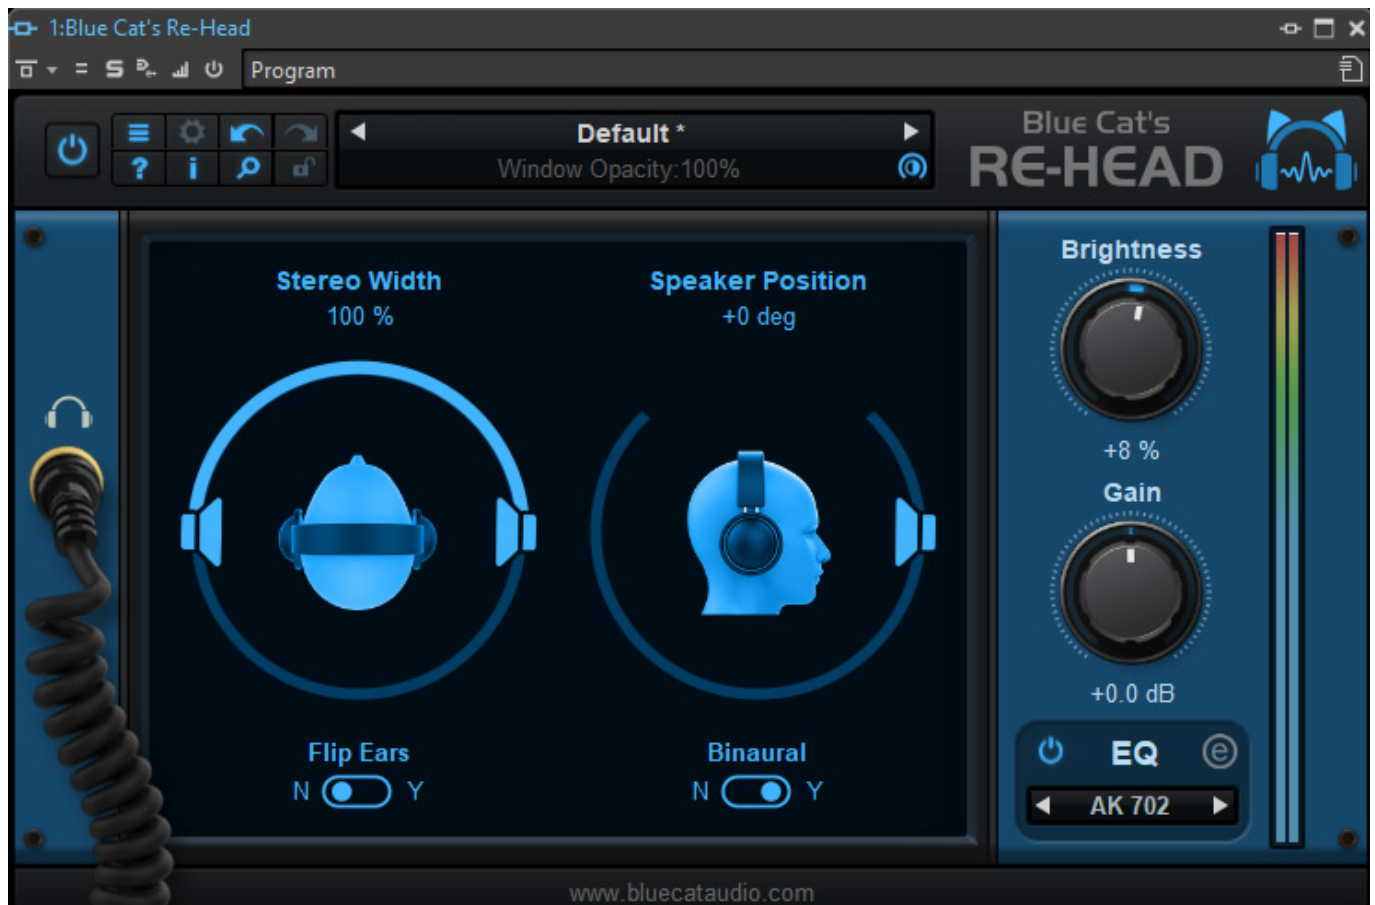 1:Blue Cat's Re-Head
Program
Default *
Window Opacity:100%
Blue Cat's
RE-HEAD
Stereo Width
100 %
Speaker Position
+0 deg
Brightness
+8 %
Gain
+0.0 dB
Flip Ears
N Y
Binaural
N Y
EQ e
AK 702
www.bluecataudio.com